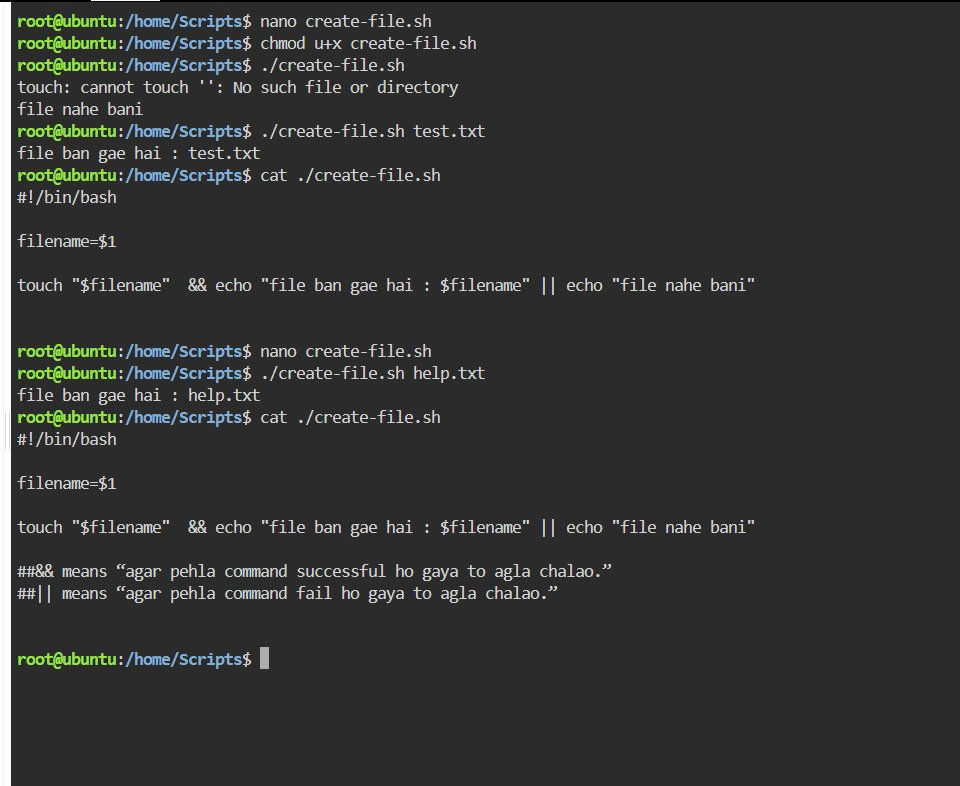 root@ubuntu:/home/Scripts$ nano create-file.sh
root@ubuntu:/home/Scripts$ chmod u+x create-file.sh
root@ubuntu:/home/Scripts$ ./create-file.sh
touch: cannot touch '': No such file or directory
file nahe bani
root@ubuntu:/home/Scripts$ ./create-file.sh test.txt
file ban gae hai : test.txt
root@ubuntu:/home/Scripts$ cat ./create-file.sh
#!/bin/bash
filename=$1
touch "$filename"  && echo "file ban gae hai : $filename" || echo "file nahe bani"
root@ubuntu:/home/Scripts$ nano create-file.sh
root@ubuntu:/home/Scripts$ ./create-file.sh help.txt
file ban gae hai : help.txt
root@ubuntu:/home/Scripts$ cat ./create-file.sh
#!/bin/bash
filename=$1
touch "$filename"  && echo "file ban gae hai : $filename" || echo "file nahe bani"
##&& means “agar pehla command successful ho gaya to agla chalao.”
##|| means “agar pehla command fail ho gaya to agla chalao.”
root@ubuntu:/home/Scripts$